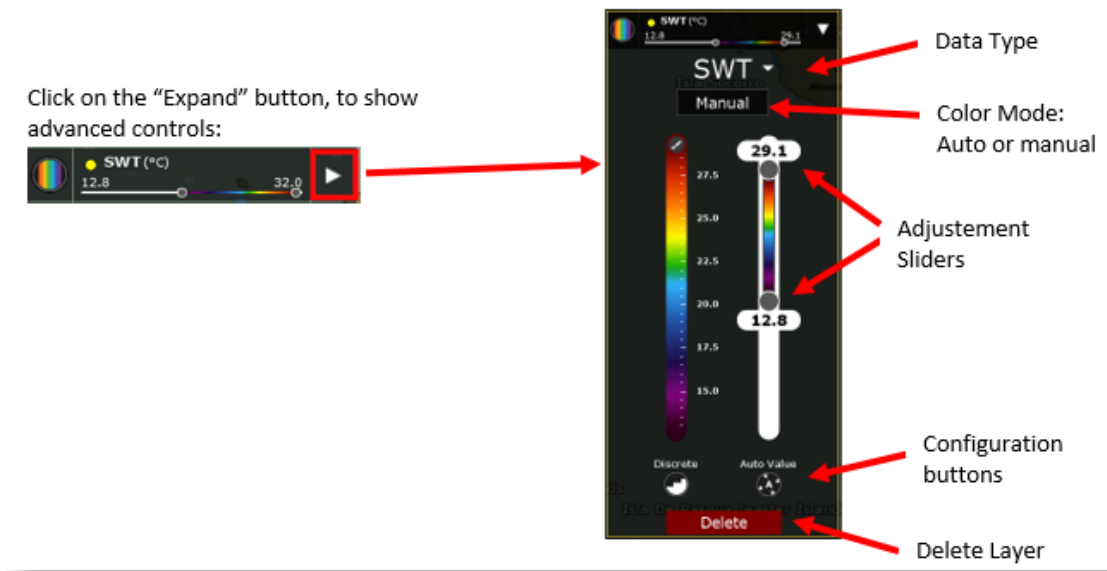 Click on the “Expand” button, to show
advanced controls:
SWT (°C)
12.8 32.0
SWT (°C)
12.8 29.1
SWT
Manual
29.1
27.5
25.0
22.5
20.0
12.8
17.5
15.0
Discrete Auto Value
A
Delete
Data Type
Color Mode:
Auto or manual
Adjustement
Sliders
Configuration
buttons
Delete Layer